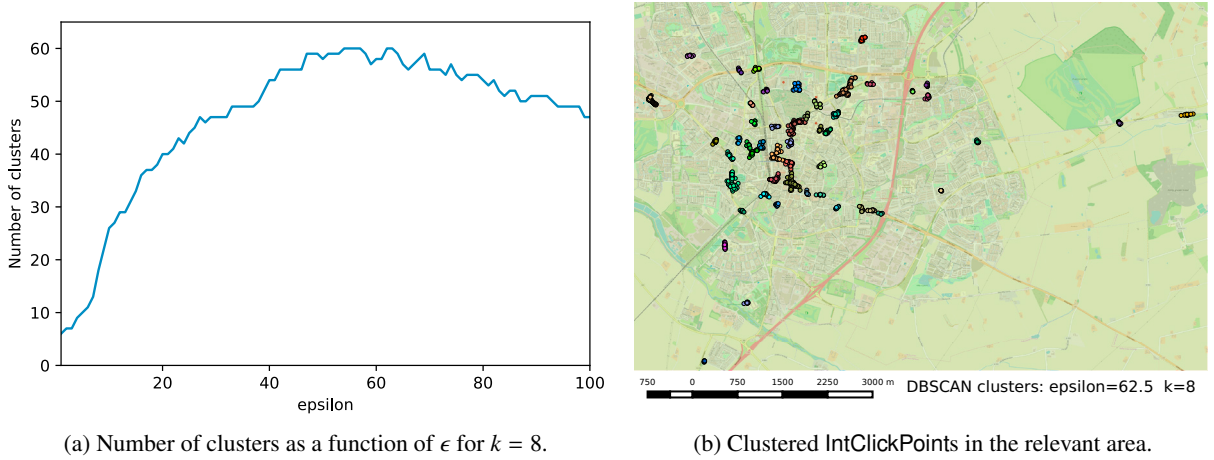 Number of clusters
60
50
40
30
20
10
0
20
40
60
80
100
epsilon
(a) Number of clusters as a function of ϵ for k = 8.
750 0 750 1500 2250 3000 m
DBSCAN clusters: epsilon=62.5 k=8
(b) Clustered IntClickPoints in the relevant area.